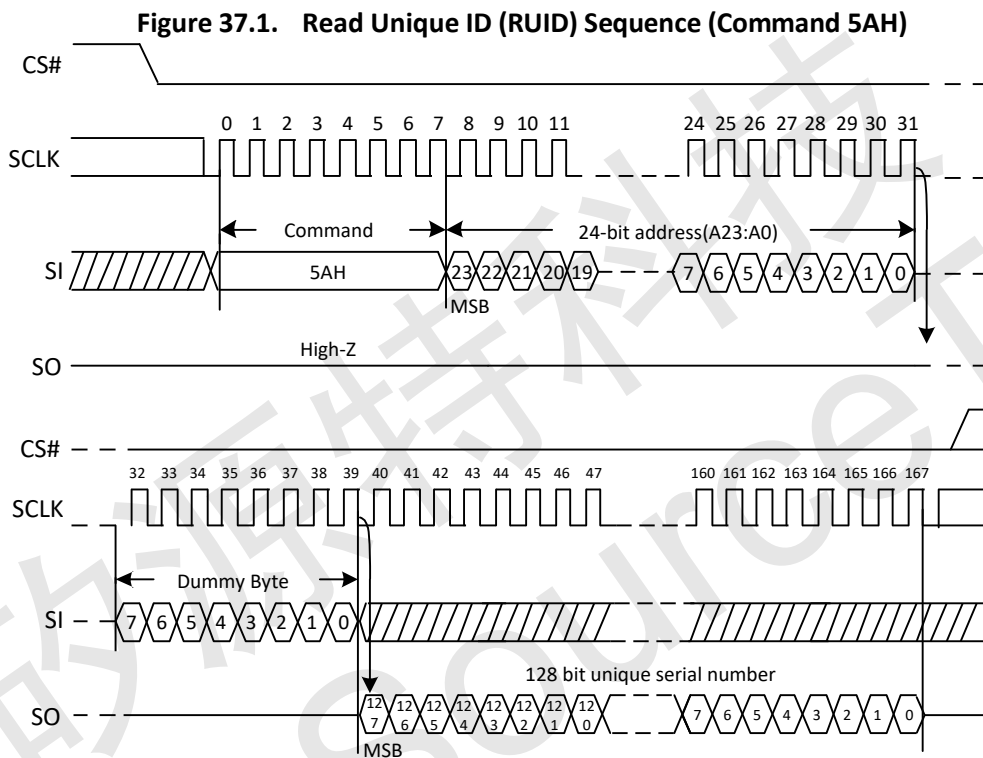 Figure 37.1. Read Unique ID (RUID) Sequence (Command 5AH)
CS#
0 1 2 3 4 5 6 7 8 9 10 11 24 25 26 27 28 29 30 31
SCLK
Command 24-bit address(A23:A0)
SI 5AH 23 22 21 20 19 7 6 5 4 3 2 1 0
MSB
High-Z
SO
CS#
32 33 34 35 36 37 38 39 40 41 42 43 44 45 46 47 160 161 162 163 164 165 166 167
SCLK
Dummy Byte
SI 7 6 5 4 3 2 1 0
128 bit unique serial number
SO 127 126 125 124 123 122 121 120 7 6 5 4 3 2 1 0
MSB
源特科技
Source T